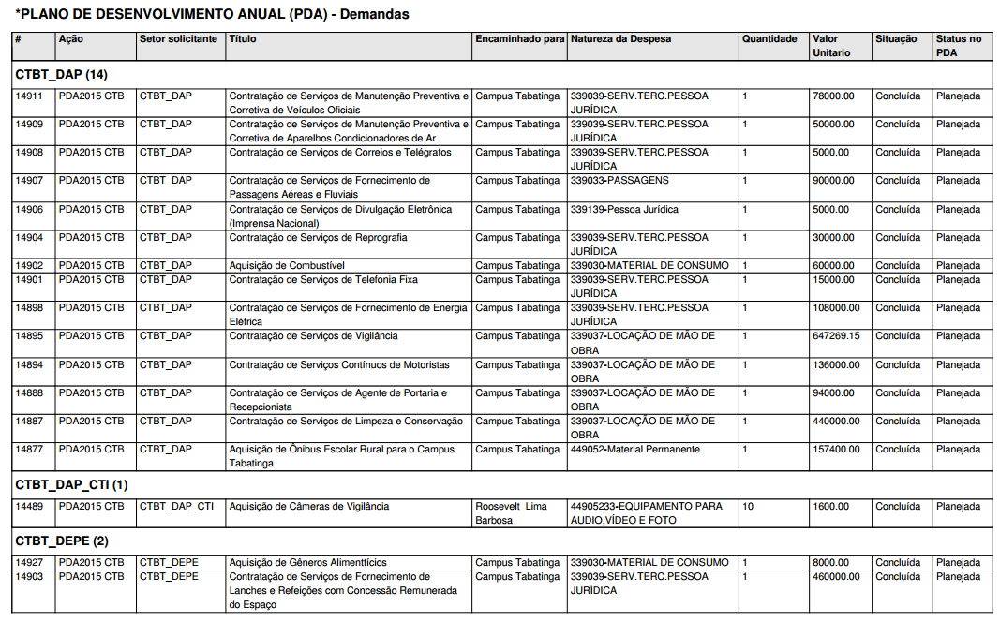 *PLANO DE DESENVOLVIMENTO ANUAL (PDA) - Demandas
# Ação Setor solicitante Título Encaminhado para Natureza da Despesa Quantidade Valor Situação Status no
Unitario PDA
CTBT_DAP (14)
14911 PDA2015 CTB CTBT_DAP Contratação de Serviços de Manutenção Preventiva e Campus Tabatinga 339039-SERV.TERC.PESSOA 1 78000.00 Concluída Planejada
Corretiva de Veículos Oficiais JURÍDICA
14909 PDA2015 CTB CTBT_DAP Contratação de Serviços de Manutenção Preventiva e Campus Tabatinga 339039-SERV.TERC.PESSOA 1 50000.00 Concluída Planejada
Corretiva de Aparelhos Condicionadores de Ar JURÍDICA
14908 PDA2015 CTB CTBT_DAP Contratação de Serviços de Correios e Telégrafos Campus Tabatinga 339039-SERV.TERC.PESSOA 1 5000.00 Concluída Planejada
JURÍDICA
14907 PDA2015 CTB CTBT_DAP Contratação de Serviços de Fornecimento de Campus Tabatinga 339033-PASSAGENS 1 90000.00 Concluída Planejada
Passagens Aéreas e Fluviais
14906 PDA2015 CTB CTBT_DAP Contratação de Serviços de Divulgação Eletrônica Campus Tabatinga 339139-Pessoa Jurídica 1 5000.00 Concluída Planejada
(Imprensa Nacional)
14904 PDA2015 CTB CTBT_DAP Contratação de Serviços de Reprografia Campus Tabatinga 339039-SERV.TERC.PESSOA 1 30000.00 Concluída Planejada
JURÍDICA
14902 PDA2015 CTB CTBT_DAP Aquisição de Combustível Campus Tabatinga 339030-MATERIAL DE CONSUMO 1 60000.00 Concluída Planejada
14901 PDA2015 CTB CTBT_DAP Contratação de Serviços de Telefonia Fixa Campus Tabatinga 339039-SERV.TERC.PESSOA 1 15000.00 Concluída Planejada
JURÍDICA
14898 PDA2015 CTB CTBT_DAP Contratação de Serviços de Fornecimento de Energia Campus Tabatinga 339039-SERV.TERC.PESSOA 1 108000.00 Concluída Planejada
Elétrica JURÍDICA
14895 PDA2015 CTB CTBT_DAP Contratação de Serviços de Vigilância Campus Tabatinga 339037-LOCAÇÃO DE MÃO DE 1 647269.15 Concluída Planejada
OBRA
14894 PDA2015 CTB CTBT_DAP Contratação de Serviços Contínuos de Motoristas Campus Tabatinga 339037-LOCAÇÃO DE MÃO DE 1 136000.00 Concluída Planejada
OBRA
14888 PDA2015 CTB CTBT_DAP Contratação de Serviços de Agente de Portaria e Campus Tabatinga 339037-LOCAÇÃO DE MÃO DE 1 94000.00 Concluída Planejada
Recepcionista OBRA
14887 PDA2015 CTB CTBT_DAP Contratação de Serviços de Limpeza e Conservação Campus Tabatinga 339037-LOCAÇÃO DE MÃO DE 1 440000.00 Concluída Planejada
OBRA
14877 PDA2015 CTB CTBT_DAP Aquisição de Ônibus Escolar Rural para o Campus Campus Tabatinga 449052-Material Permanente 1 157400.00 Concluída Planejada
Tabatinga
CTBT_DAP_CTI (1)
14489 PDA2015 CTB CTBT_DAP_CTI Aquisição de Câmeras de Vigilância Roosevelt Lima 44905233-EQUIPAMENTO PARA 10 1600.00 Concluída Planejada
Barbosa AUDIO,VÍDEO E FOTO
CTBT_DEPE (2)
14927 PDA2015 CTB CTBT_DEPE Aquisição de Gêneros Alimenttícios Campus Tabatinga 339030-MATERIAL DE CONSUMO 1 8000.00 Concluída Planejada
14903 PDA2015 CTB CTBT_DEPE Contratação de Serviços de Fornecimento de Campus Tabatinga 339039-SERV.TERC.PESSOA 1 460000.00 Concluída Planejada
Lanches e Refeições com Concessão Remunerada JURÍDICA
do Espaço